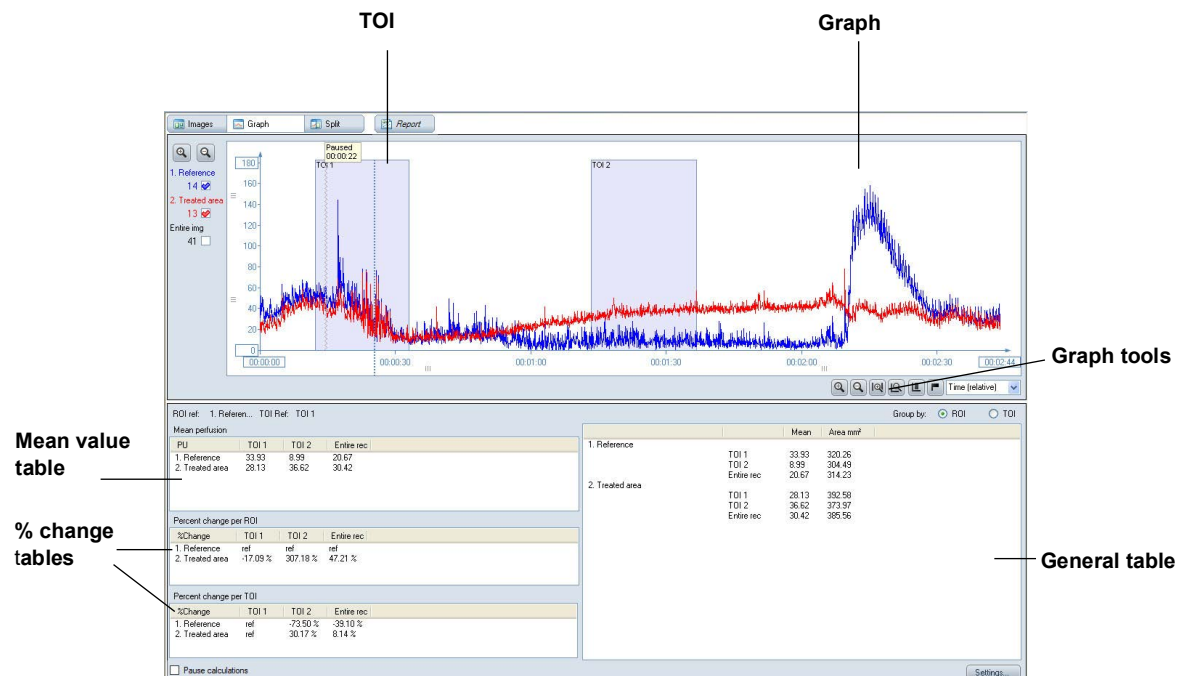 TOI
Graph
Images Graph Split Report
Paused
00:00:22
1. Reference
14
2. Treated area
13
Entire img
41
180
160
140
120
100
80
60
40
20
0
TOI 1
TOI 2
00:00:00 00:00:30 00:01:00 00:01:30 00:02:00 00:02:30 00:02:44
Time (relative)
Graph tools
ROI ref: 1. Referen... TOI Ref: TOI 1
Group by: ROI TOI
Mean value
table
Mean perfusion
PU TOI 1 TOI 2 Entire rec
1. Reference 33.93 8.99 20.67
2. Treated area 28.13 36.62 30.42
% change
tables
Percent change per ROI
%Change TOI 1 TOI 2 Entire rec
1. Reference ref ref ref
2. Treated area -17.09 % 307.18 % 47.21 %
Percent change per TOI
%Change TOI 1 TOI 2 Entire rec
1. Reference ref -73.50 % -39.10 %
2. Treated area ref 30.17 % 8.14 %
Mean Area mm²
1. Reference
TOI 1 33.93 320.26
TOI 2 8.99 304.49
Entire rec 20.67 314.23
2. Treated area
TOI 1 28.13 392.58
TOI 2 36.62 373.97
Entire rec 30.42 385.56
General table
Pause calculations
Settings...